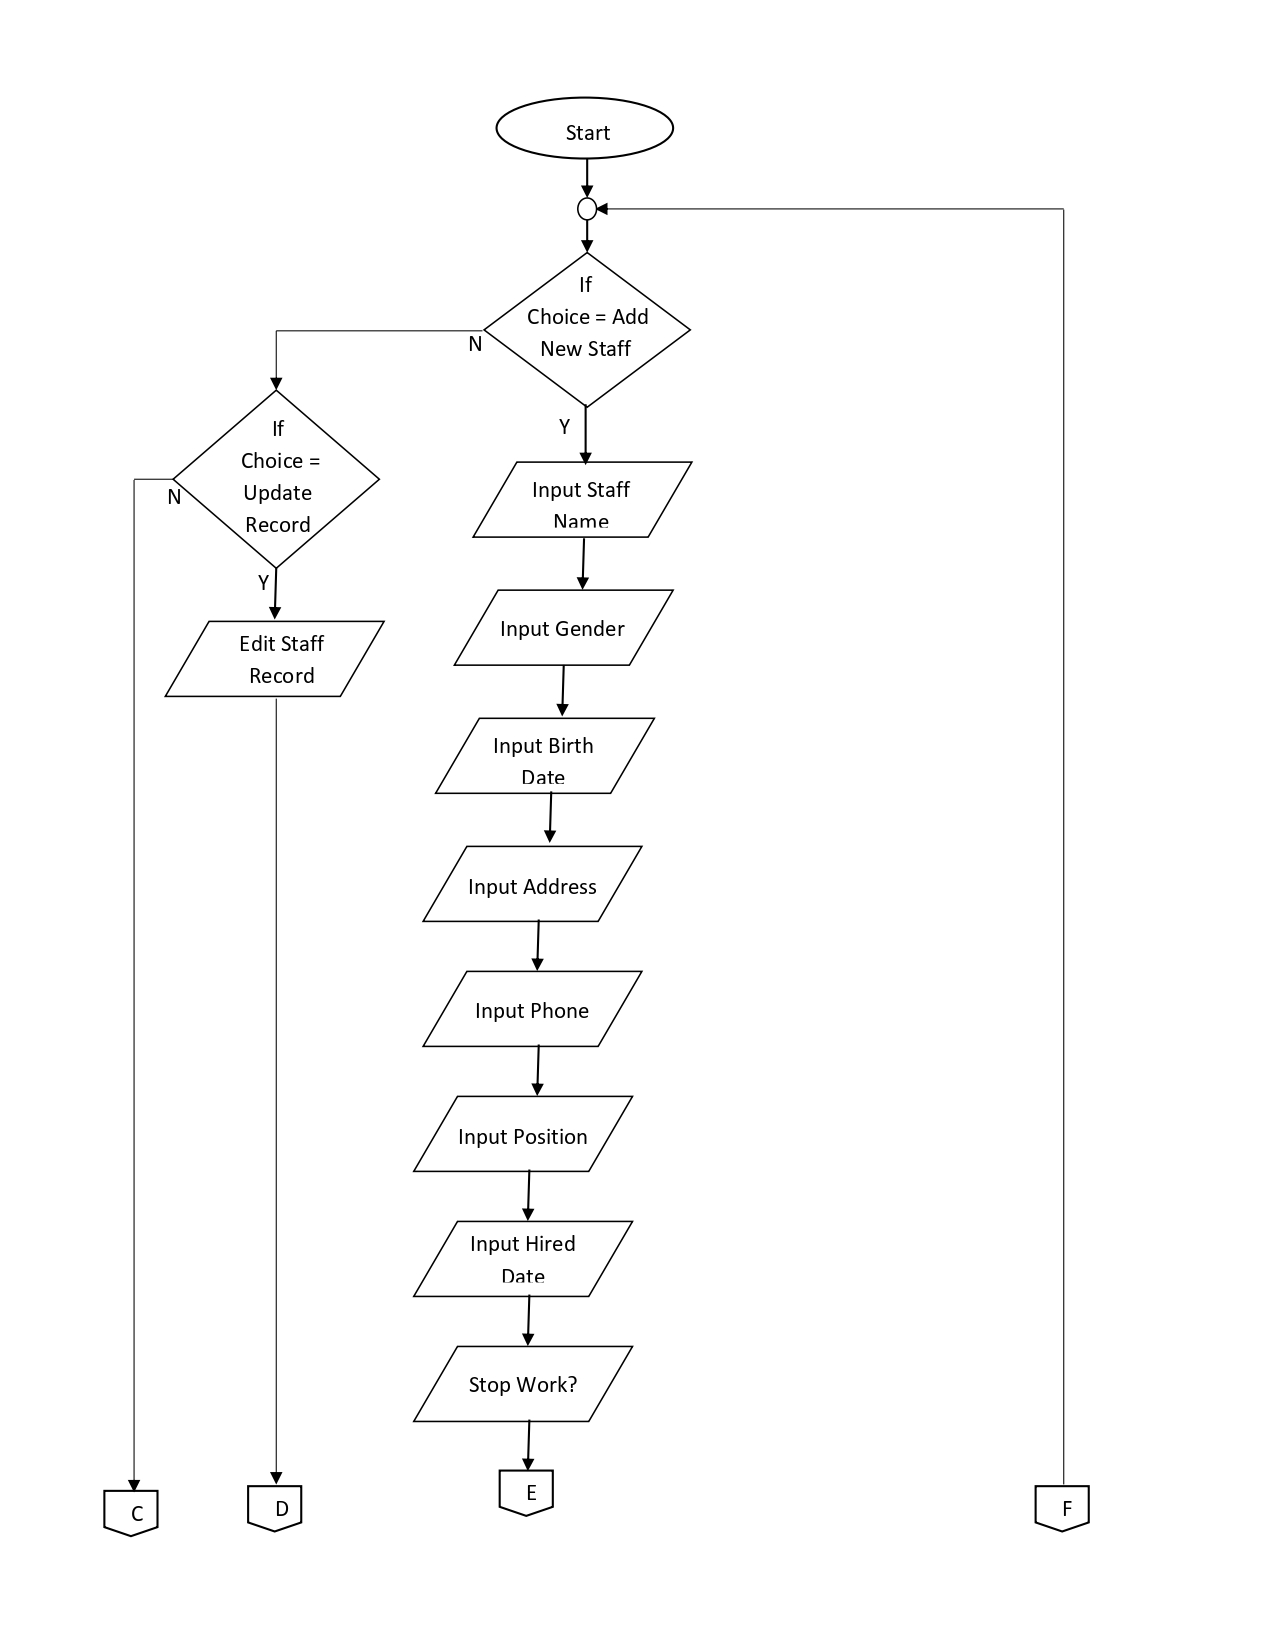 Start
If
Choice = Add
New Staff
N
Y
If
Choice =
Update
Record
N
Y
Edit Staff
Record
Input Staff
Name
Input Gender
Input Birth
Date
Input Address
Input Phone
Input Position
Input Hired
Date
Stop Work?
C
D
E
F